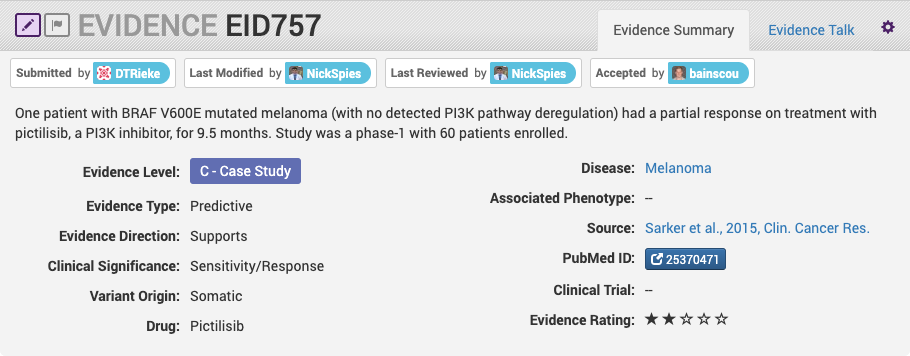 EVIDENCE EID757
Evidence Summary
Evidence Talk
Submitted by DTRieke
Last Modified by NickSpies
Last Reviewed by NickSpies
Accepted by bainscou
One patient with BRAF V600E mutated melanoma (with no detected PI3K pathway deregulation) had a partial response on treatment with
pictilisib, a PI3K inhibitor, for 9.5 months. Study was a phase-1 with 60 patients enrolled.
Evidence Level: C - Case Study
Evidence Type: Predictive
Evidence Direction: Supports
Clinical Significance: Sensitivity/Response
Variant Origin: Somatic
Drug: Pictilisib
Disease: Melanoma
Associated Phenotype: --
Source: Sarker et al., 2015, Clin. Cancer Res.
PubMed ID: 25370471
Clinical Trial: --
Evidence Rating: ★★☆☆☆